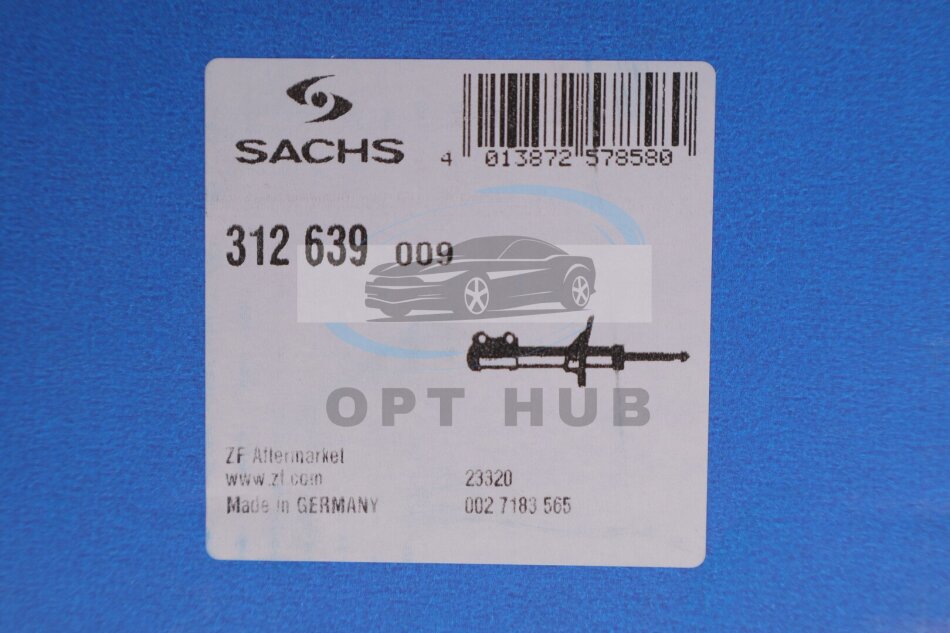 SACHS
4 013872 578580
312 639 009
OPT HUB
ZF Aftermarket
www.zf.com
23320
Made in GERMANY
002 7183 565